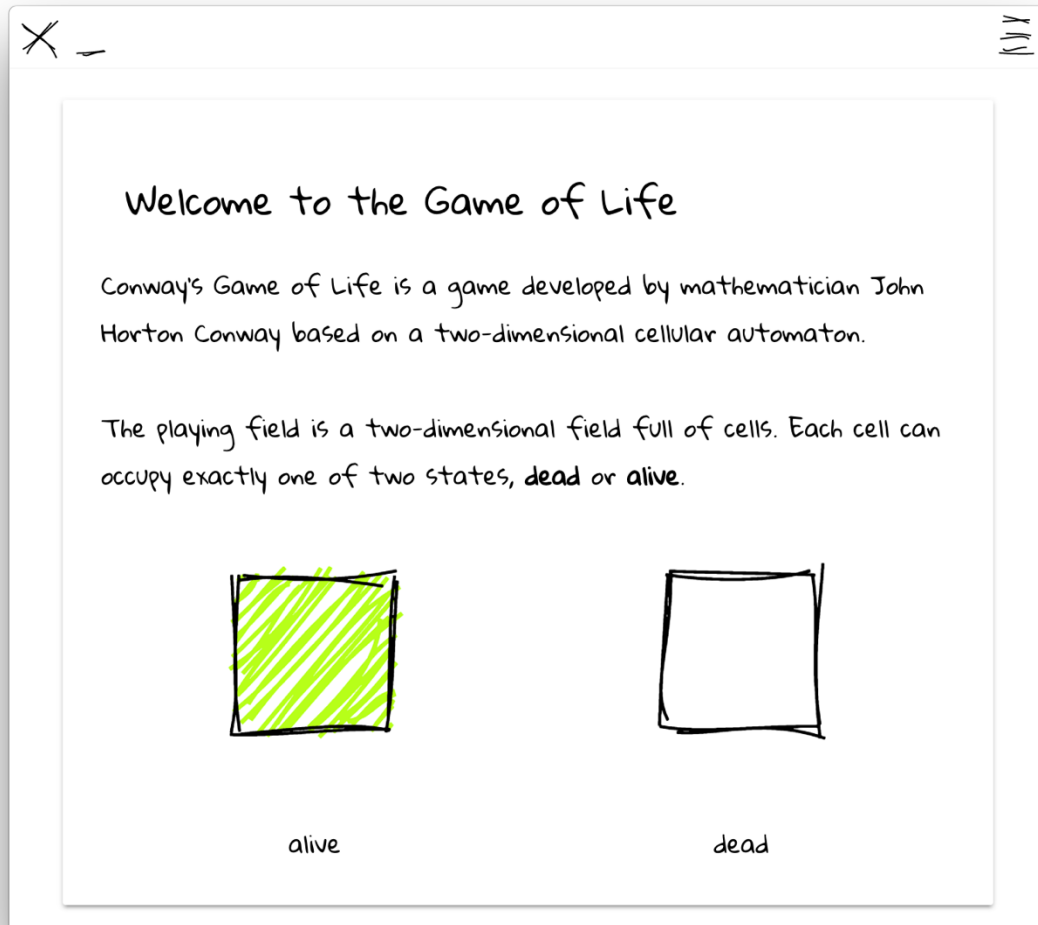 Welcome to the Game of Life
Conway's Game of Life is a game developed by mathematician John
Horton Conway based on a two-dimensional cellular automaton.
The playing field is a two-dimensional field full of cells. Each cell can
occupy exactly one of two states, dead or alive.
alive
dead